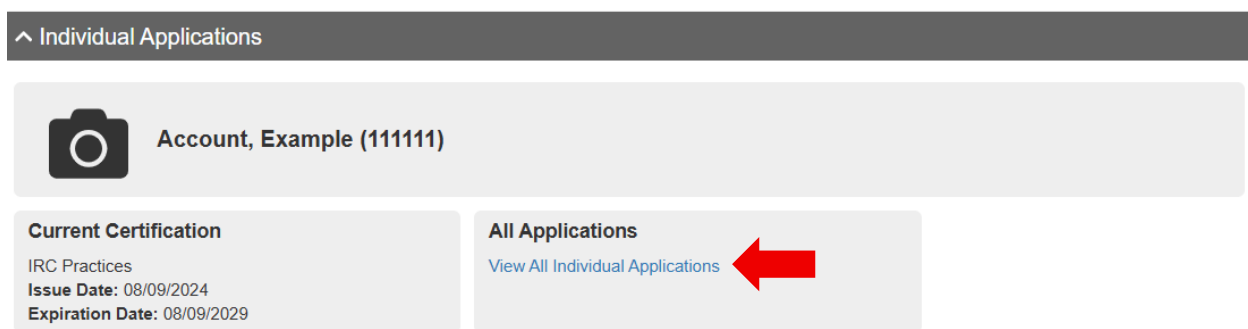 Individual Applications
Account, Example (111111)
Current Certification
IRC Practices
Issue Date: 08/09/2024
Expiration Date: 08/09/2029
All Applications
View All Individual Applications